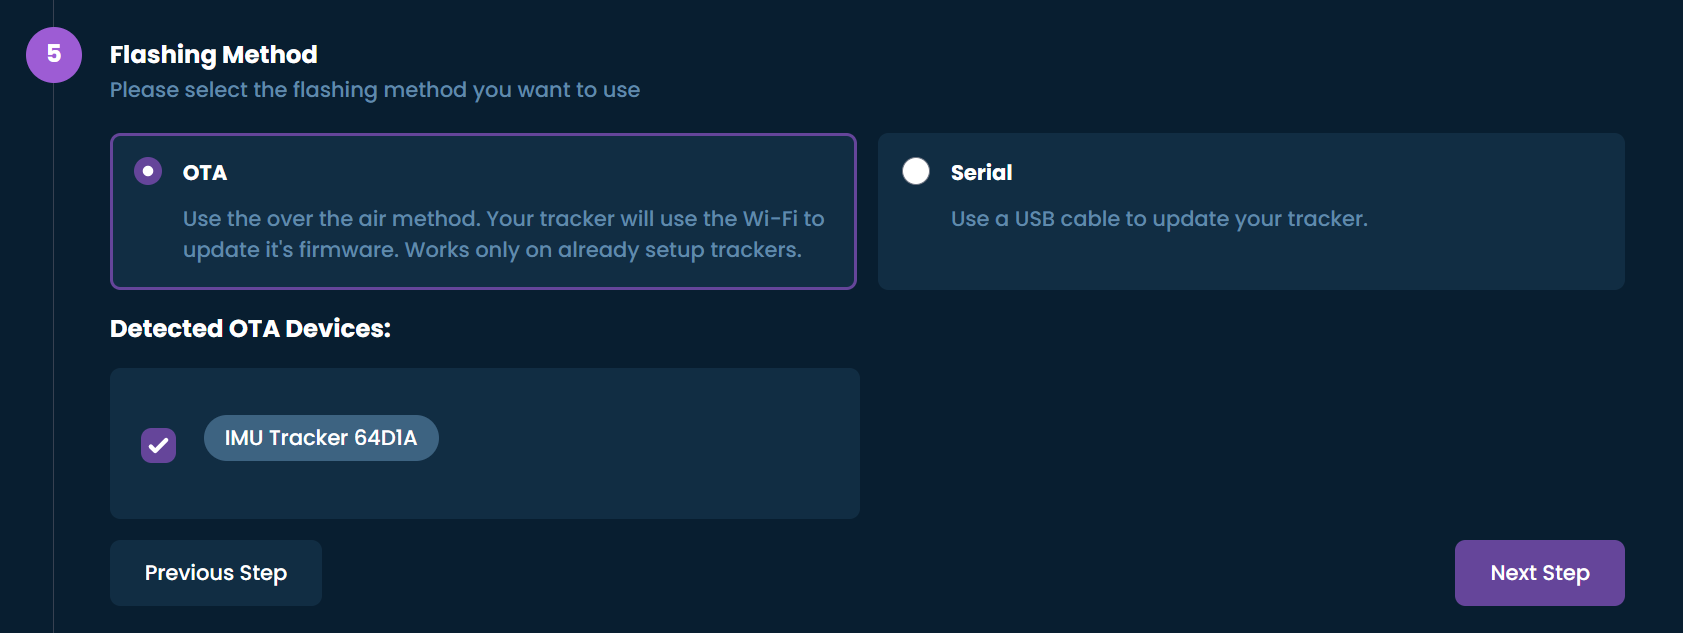 5
Flashing Method
Please select the flashing method you want to use
OTA
Use the over the air method. Your tracker will use the Wi-Fi to
update it's firmware. Works only on already setup trackers.
Serial
Use a USB cable to update your tracker.
Detected OTA Devices:
IMU Tracker 64D1A
Previous Step
Next Step